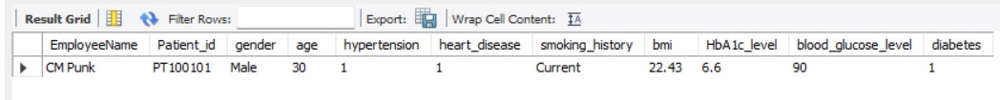 Result Grid Filter Rows: Export: Wrap Cell Content: IA
EmployeeName Patient_id gender age hypertension heart_disease smoking_history bmi HbA1c_level blood_glucose_level diabetes
CM Punk PT100101 Male 30 1 1 Current 22.43 6.6 90 1